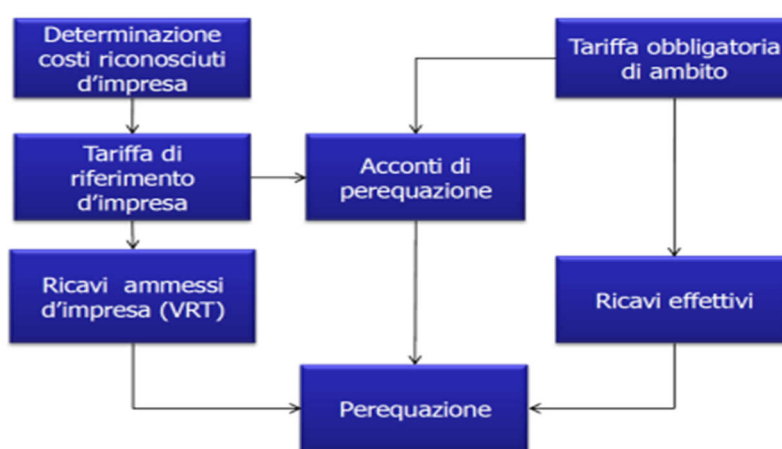 Determinazione
costi riconosciuti
d'impresa
Tariffa obbligatoria
di ambito
Tariffa di
riferimento
d'impresa
Acconti di
perequazione
Ricavi ammessi
d'impresa (VRT)
Ricavi effettivi
Perequazione